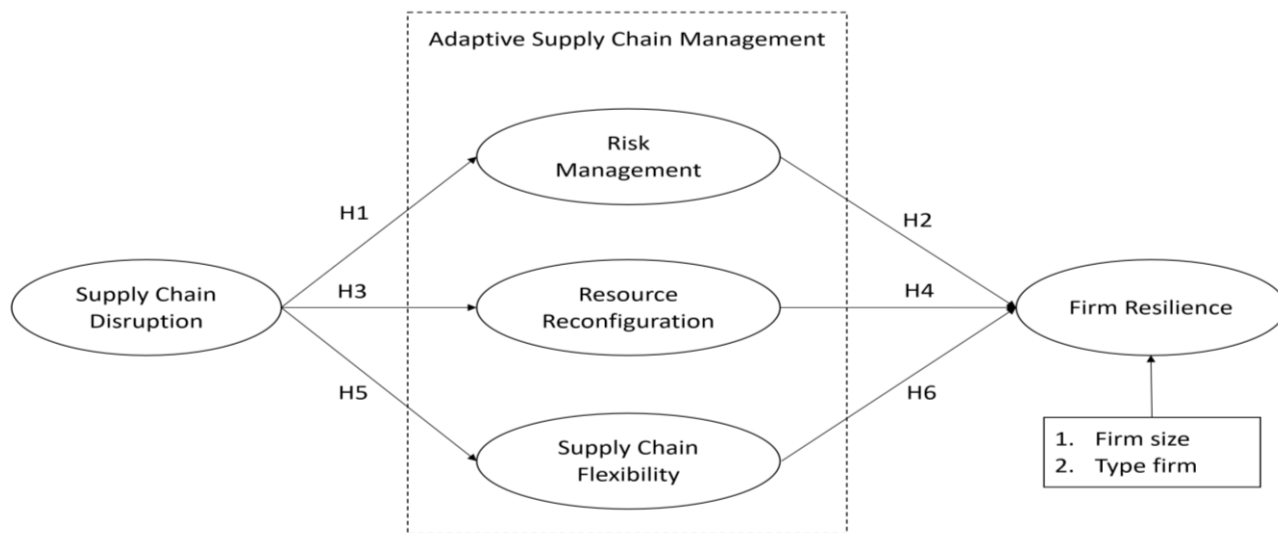 Adaptive Supply Chain Management
Risk
Management
H1
H2
Supply Chain
Disruption
H3
Resource
Reconfiguration
H4
Firm Resilience
H5
H6
Supply Chain
Flexibility
1. Firm size
2. Type firm